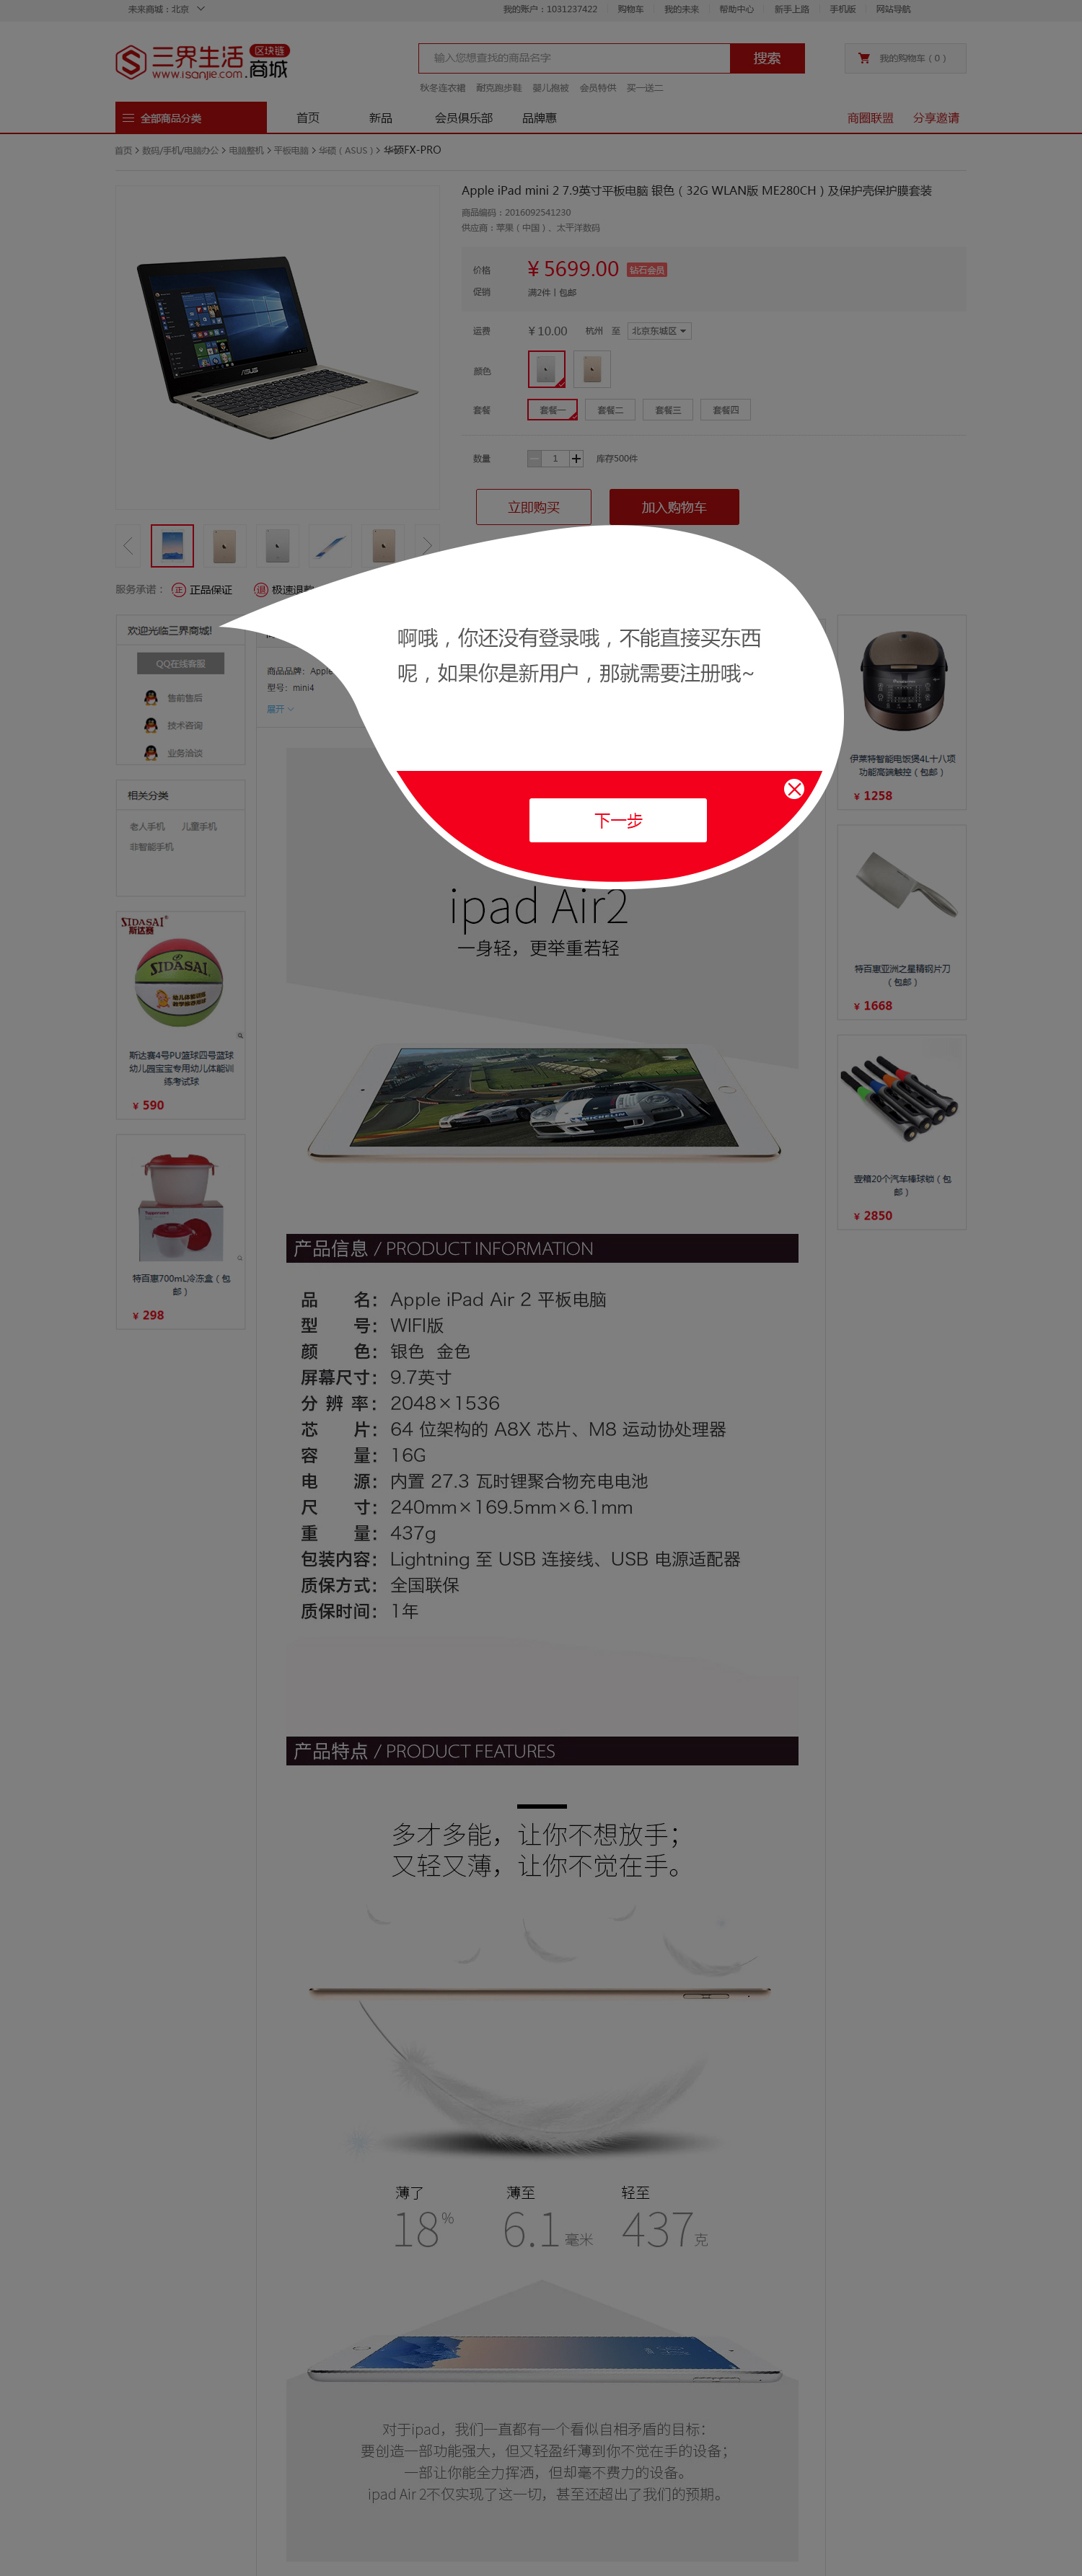 未来商城：北京
我的账户：1031237422 购物车 我的未来 帮助中心 新手上路 手机版 网站导航
三界生活 区块链
www.isanjie.com.商城
输入您想查找的商品名字 搜索
我的购物车（0）
秋冬连衣裙 耐克跑步鞋 婴儿抱被 会员特供 买一送二
全部商品分类 首页 新品 会员俱乐部 品牌惠 商圈联盟 分享邀请
首页 > 数码/手机/电脑办公 > 电脑整机 > 平板电脑 > 华硕（ASUS）> 华硕FX-PRO
Apple iPad mini 2 7.9英寸平板电脑 银色（32G WLAN版 ME280CH）及保护壳保护膜套装
商品编码：2016092541230
供应商：苹果（中国）、太平洋数码
价格 ¥ 5699.00 钻石会员
促销 满2件 | 包邮
运费 ¥ 10.00 杭州 至 北京东城区
颜色
套餐 套餐一 套餐二 套餐三 套餐四
数量 1 库存500件
立即购买 加入购物车
ASUS
服务承诺： 正 正品保证 退 极速退
欢迎光临三界商城!
QQ在线客服
售前售后
技术咨询
业务洽谈
商品品牌：Apple
型号：mini4
展开
啊哦，你还没有登录哦，不能直接买东西
呢，如果你是新用户，那就需要注册哦~
下一步
相关分类
老人手机 儿童手机
非智能手机
SIDASAI
斯达赛
SIDASAI
斯达赛4号PU篮球四号蓝球
幼儿园宝宝专用幼儿体能训
练考试球
¥ 590
Tupperware
特百惠700mL冷冻盒（包
邮）
¥ 298
伊莱特智能电饭煲4L十八项
功能高端触控（包邮）
¥ 1258
特百惠亚洲之星精钢片刀
（包邮）
¥ 1668
壹精20个汽车棒球锁（包
邮）
¥ 2850
ipad Air2
一身轻，更举重若轻
MICHELIN
产品信息 / PRODUCT INFORMATION
品 名：Apple iPad Air 2 平板电脑
型 号：WIFI版
颜 色：银色 金色
屏幕尺寸：9.7英寸
分 辨 率：2048×1536
芯 片：64 位架构的 A8X 芯片、M8 运动协处理器
容 量：16G
电 源：内置 27.3 瓦时锂聚合物充电电池
尺 寸：240mm×169.5mm×6.1mm
重 量：437g
包装内容：Lightning 至 USB 连接线、USB 电源适配器
质保方式：全国联保
质保时间：1年
产品特点 / PRODUCT FEATURES
多才多能，让你不想放手；
又轻又薄，让你不觉在手。
薄了 薄至 轻至
18% 6.1毫米 437克
对于ipad，我们一直都有一个看似自相矛盾的目标：
要创造一部功能强大，但又轻盈纤薄到你不觉在手的设备；
一部让你能全力挥洒，但却毫不费力的设备。
ipad Air 2不仅实现了这一切，甚至还超出了我们的预期。